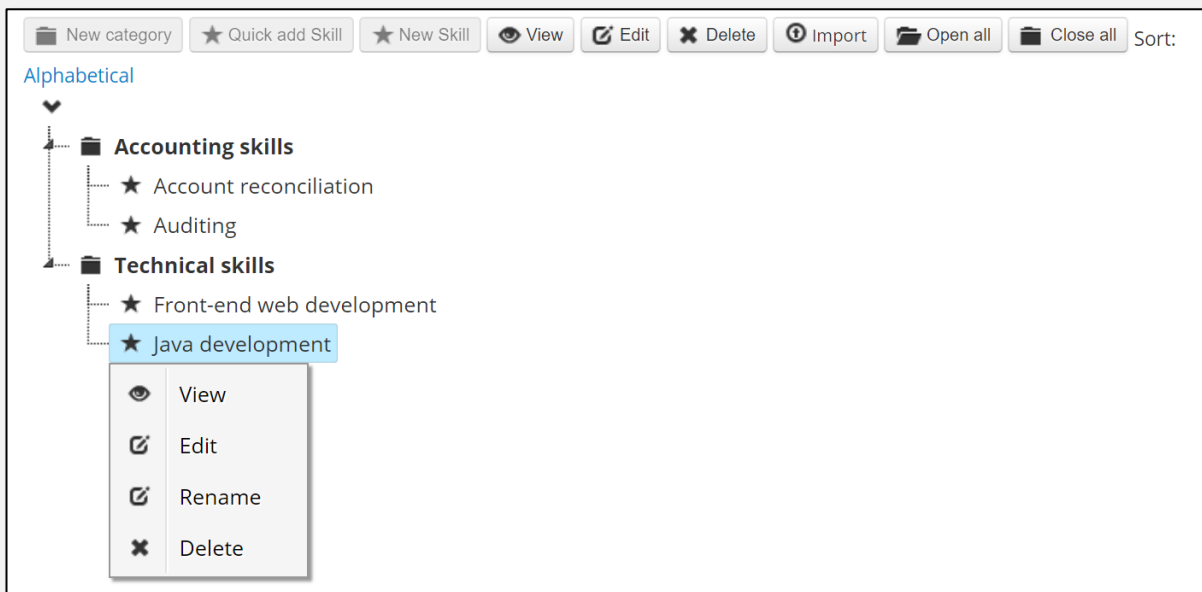 New category Quick add Skill New Skill View Edit Delete Import Open all Close all Sort:
Alphabetical
Accounting skills
Account reconciliation
Auditing
Technical skills
Front-end web development
Java development
View
Edit
Rename
Delete